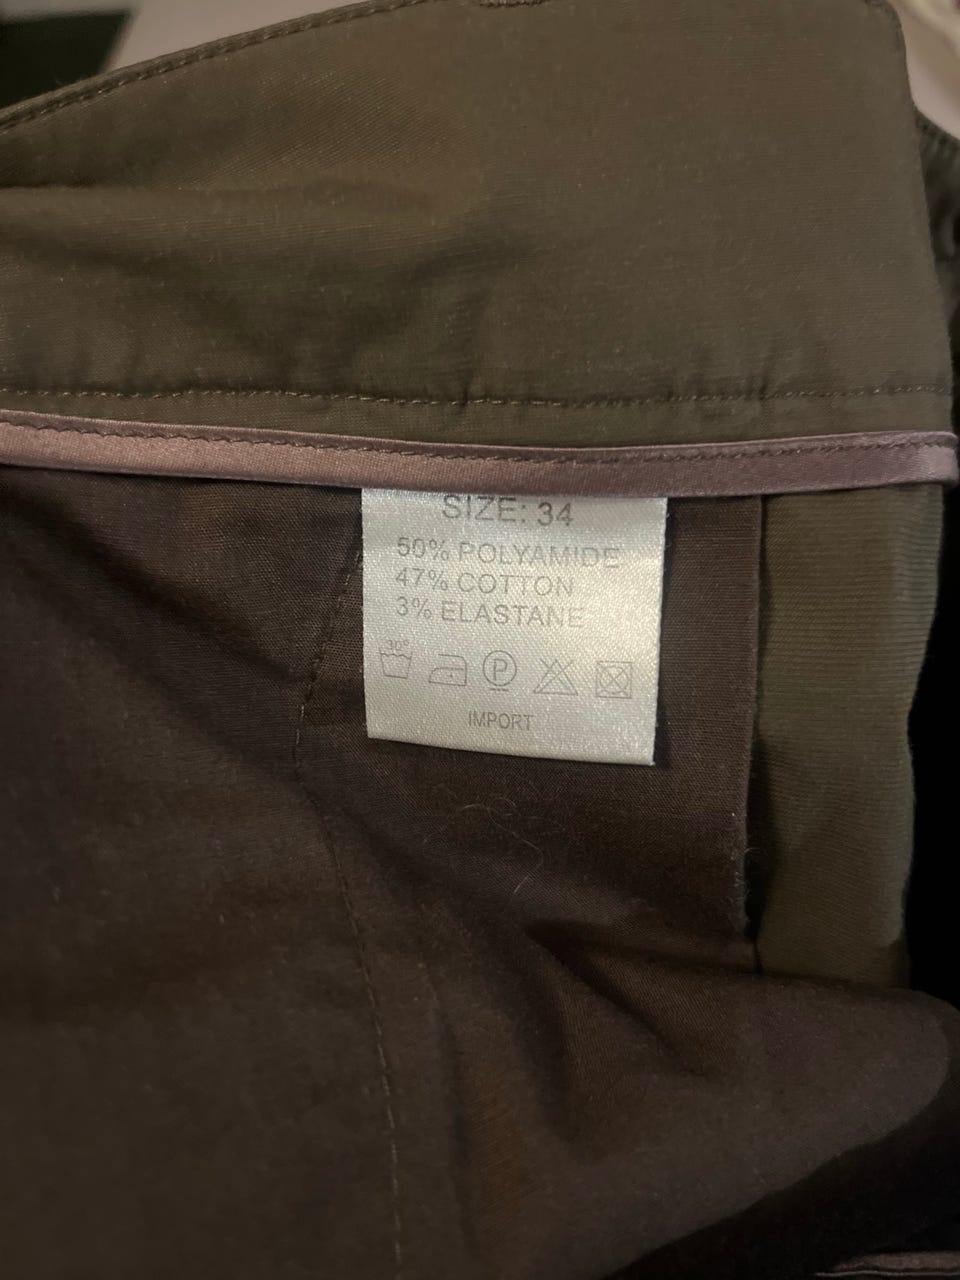 SIZE: 34
50% POLYAMIDE
47% COTTON
3% ELASTANE
30°
P
IMPORT